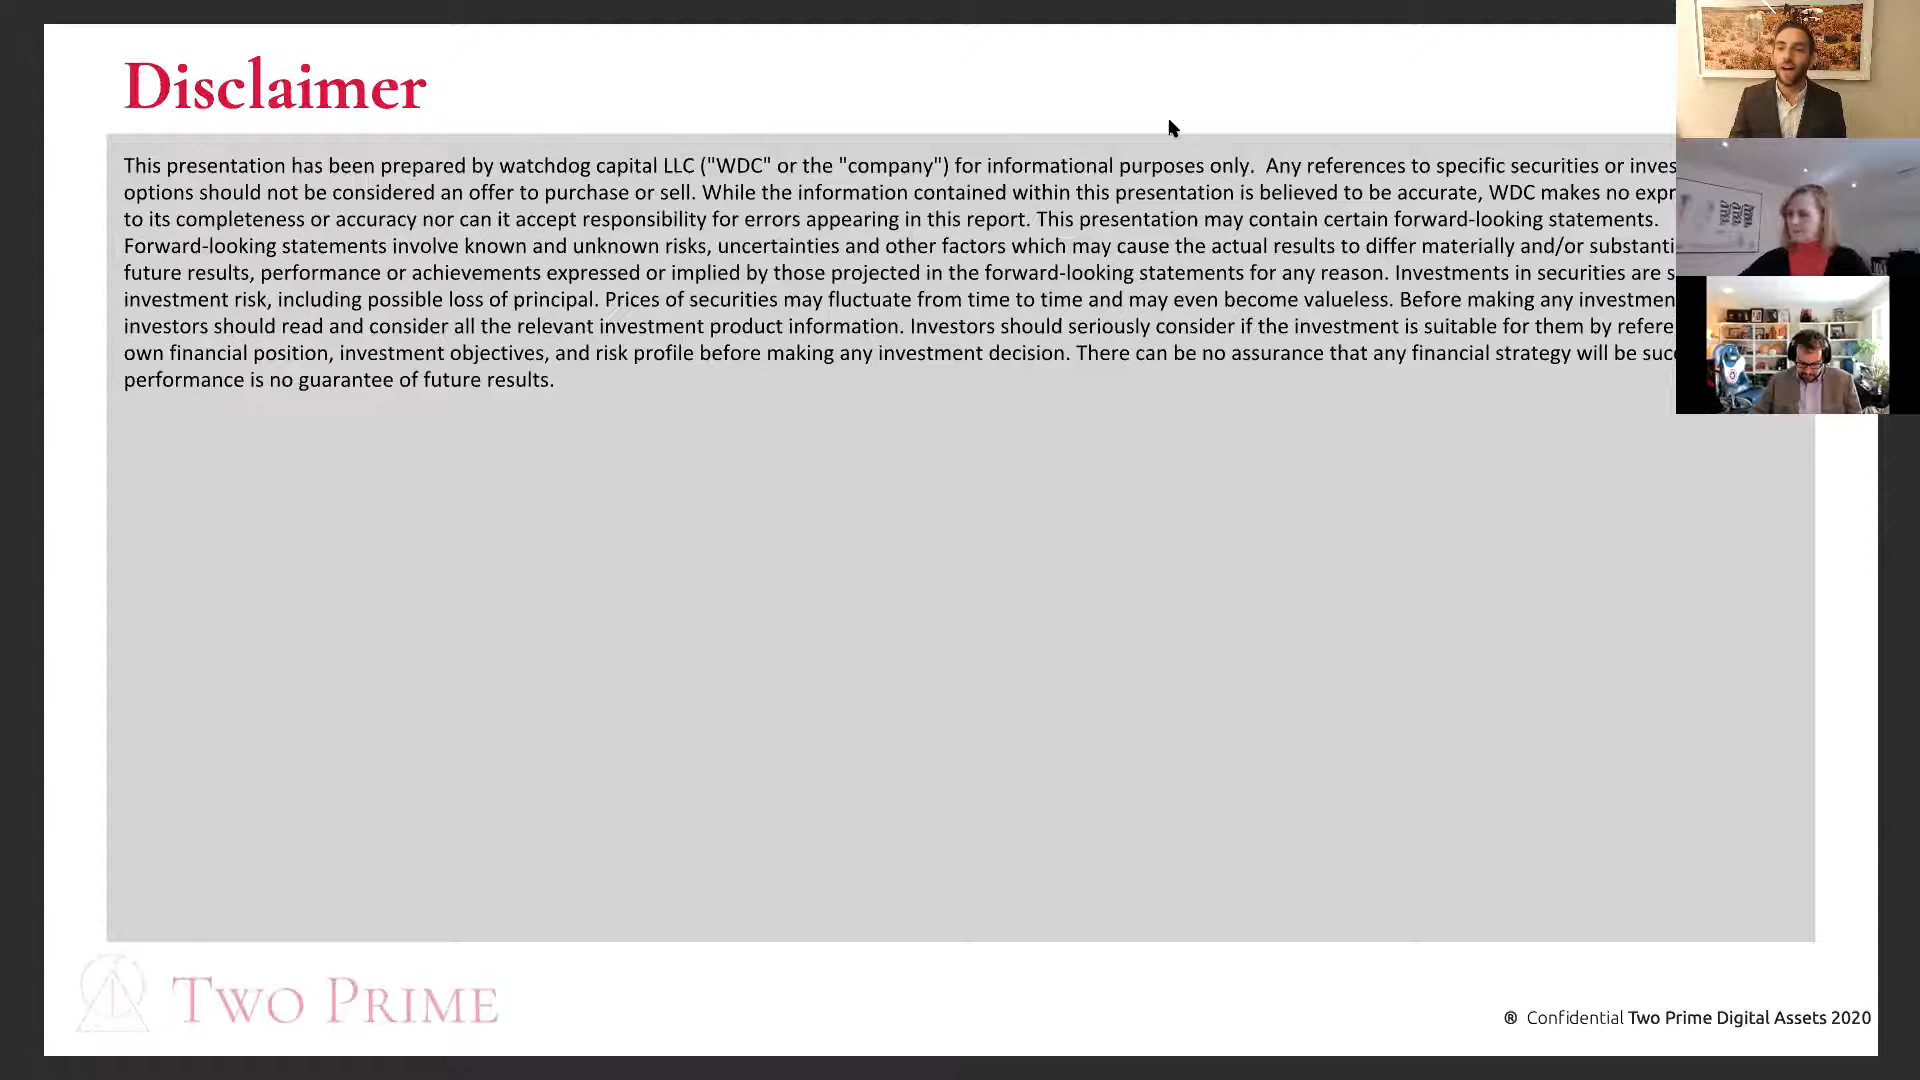 Disclaimer
This presentation has been prepared by watchdog capital LLC ("WDC" or the "company") for informational purposes only.  Any references to specific securities or inves
options should not be considered an offer to purchase or sell. While the information contained within this presentation is believed to be accurate, WDC makes no expr
to its completeness or accuracy nor can it accept responsibility for errors appearing in this report. This presentation may contain certain forward-looking statements.
Forward-looking statements involve known and unknown risks, uncertainties and other factors which may cause the actual results to differ materially and/or substanti
future results, performance or achievements expressed or implied by those projected in the forward-looking statements for any reason. Investments in securities are s
investment risk, including possible loss of principal. Prices of securities may fluctuate from time to time and may even become valueless. Before making any investmen
investors should read and consider all the relevant investment product information. Investors should seriously consider if the investment is suitable for them by refere
own financial position, investment objectives, and risk profile before making any investment decision. There can be no assurance that any financial strategy will be succ
performance is no guarantee of future results.
Two Prime
® Confidential Two Prime Digital Assets 2020